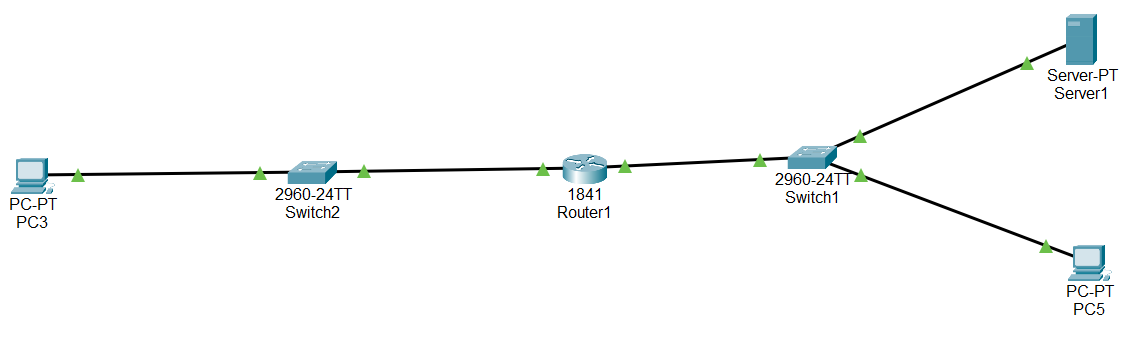 Server-PT
Server1
PC-PT
PC3
2960-24TT
Switch2
1841
Router1
2960-24TT
Switch1
PC-PT
PC5